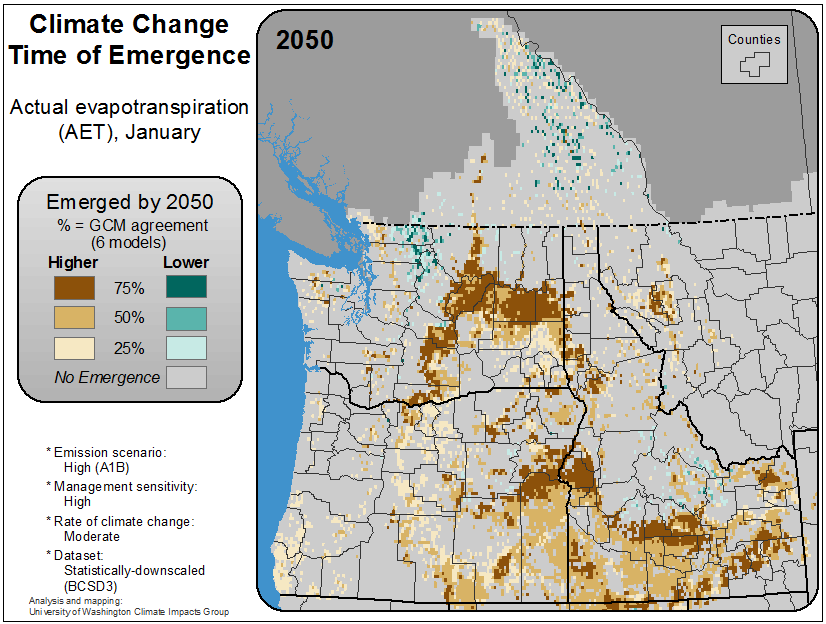 Climate Change
Time of Emergence
Actual evapotranspiration
(AET), January
Emerged by 2050
% = GCM agreement
(6 models)
Higher Lower
75%
50%
25%
No Emergence
* Emission scenario:
High (A1B)
* Management sensitivity:
High
* Rate of climate change:
Moderate
* Dataset:
Statistically-downscaled
(BCSD3)
Analysis and mapping:
University of Washington Climate Impacts Group
2050
Counties